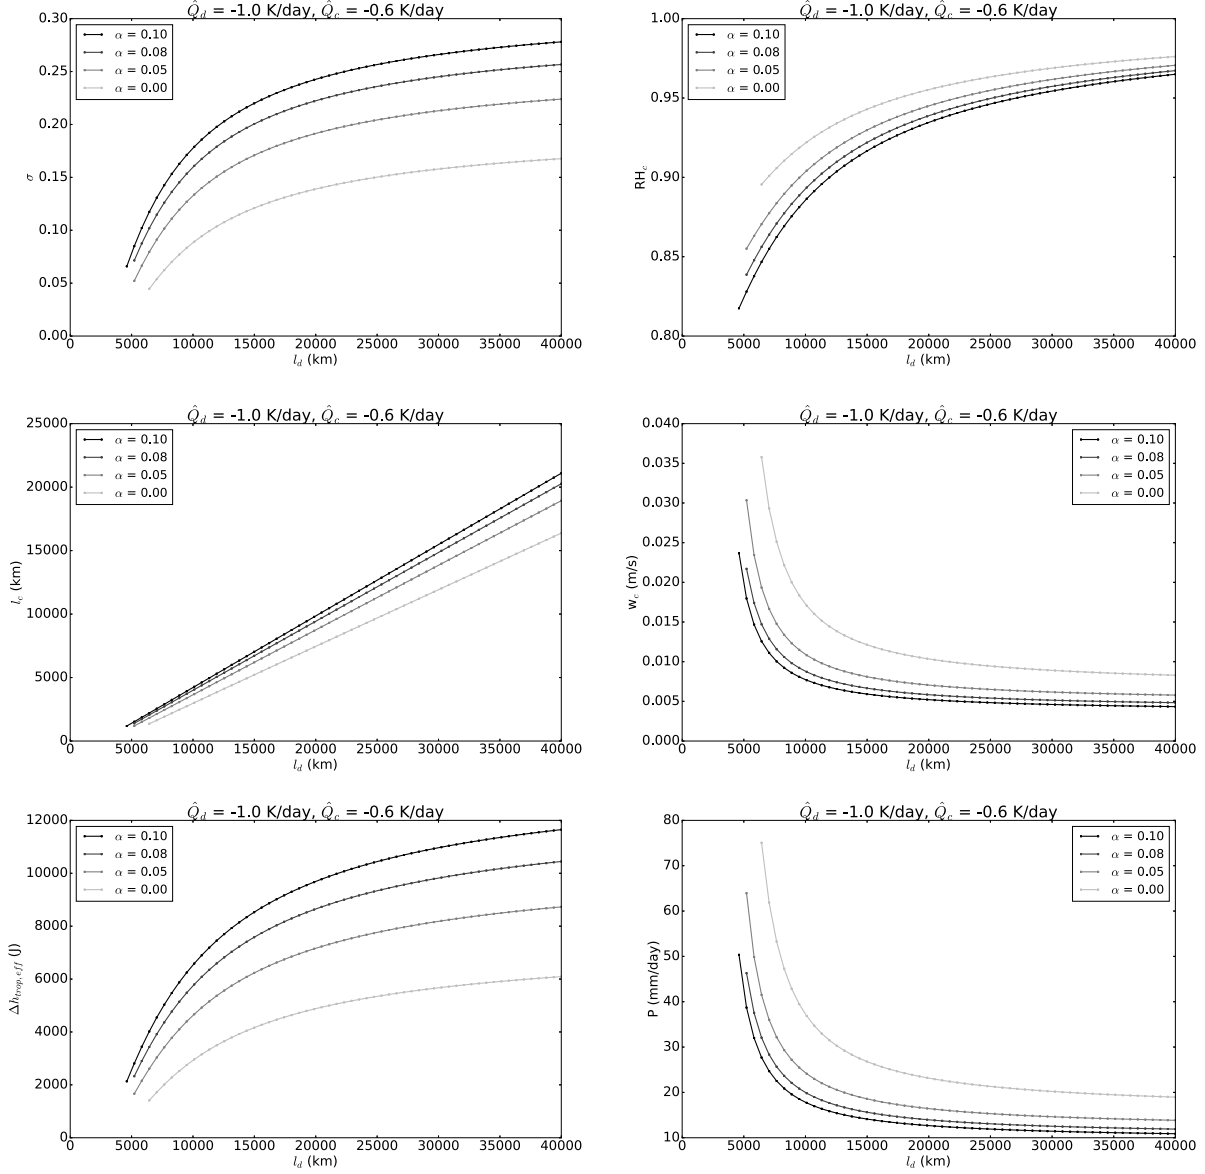 Q̂_d = -1.0 K/day, Q̂_c = -0.6 K/day
0.30
0.25
0.20
0.15
0.10
0.05
0.00
σ
α = 0.10
α = 0.08
α = 0.05
α = 0.00
0 5000 10000 15000 20000 25000 30000 35000 40000
l_d (km)
Q̂_d = -1.0 K/day, Q̂_c = -0.6 K/day
1.00
0.95
0.90
0.85
0.80
RH_c
α = 0.10
α = 0.08
α = 0.05
α = 0.00
0 5000 10000 15000 20000 25000 30000 35000 40000
l_d (km)
Q̂_d = -1.0 K/day, Q̂_c = -0.6 K/day
25000
20000
15000
10000
5000
0
l_c (km)
α = 0.10
α = 0.08
α = 0.05
α = 0.00
0 5000 10000 15000 20000 25000 30000 35000 40000
l_d (km)
Q̂_d = -1.0 K/day, Q̂_c = -0.6 K/day
0.040
0.035
0.030
0.025
0.020
0.015
0.010
0.005
0.000
w_c (m/s)
α = 0.10
α = 0.08
α = 0.05
α = 0.00
0 5000 10000 15000 20000 25000 30000 35000 40000
l_d (km)
Q̂_d = -1.0 K/day, Q̂_c = -0.6 K/day
12000
10000
8000
6000
4000
2000
0
Δh_{trop,eff} (J)
α = 0.10
α = 0.08
α = 0.05
α = 0.00
0 5000 10000 15000 20000 25000 30000 35000 40000
l_d (km)
Q̂_d = -1.0 K/day, Q̂_c = -0.6 K/day
80
70
60
50
40
30
20
10
P (mm/day)
α = 0.10
α = 0.08
α = 0.05
α = 0.00
0 5000 10000 15000 20000 25000 30000 35000 40000
l_d (km)